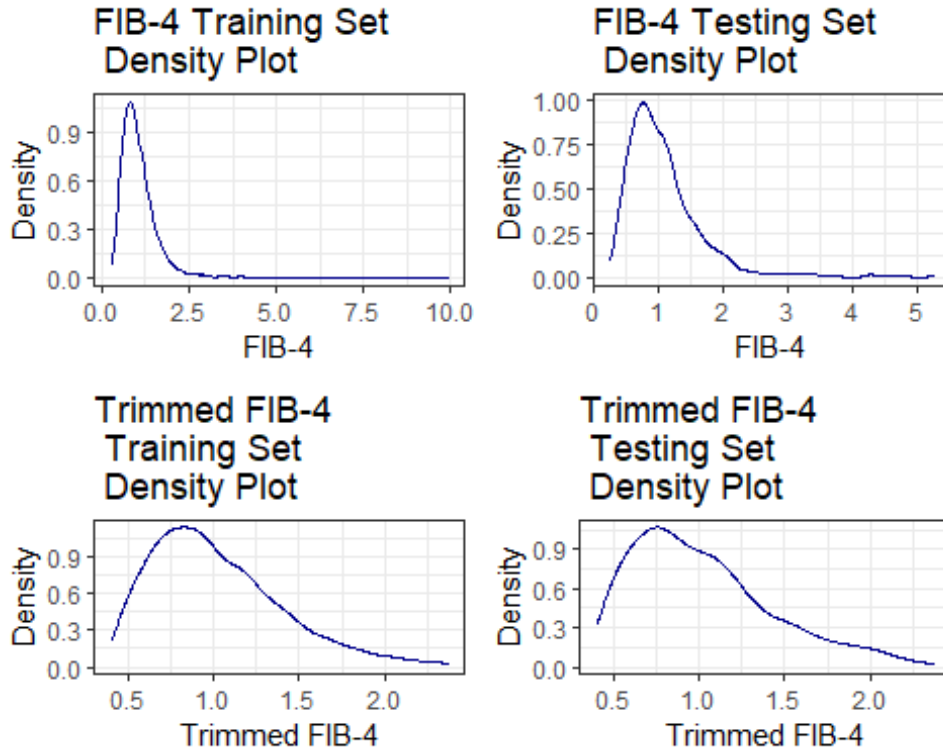 FIB-4 Training Set
Density Plot
Density
0.9
0.6
0.3
0.0
0.0 2.5 5.0 7.5 10.0
FIB-4
FIB-4 Testing Set
Density Plot
Density
1.00
0.75
0.50
0.25
0.00
0 1 2 3 4 5
FIB-4
Trimmed FIB-4
Training Set
Density Plot
Density
0.9
0.6
0.3
0.0
0.5 1.0 1.5 2.0
Trimmed FIB-4
Trimmed FIB-4
Testing Set
Density Plot
Density
0.9
0.6
0.3
0.0
0.5 1.0 1.5 2.0
Trimmed FIB-4